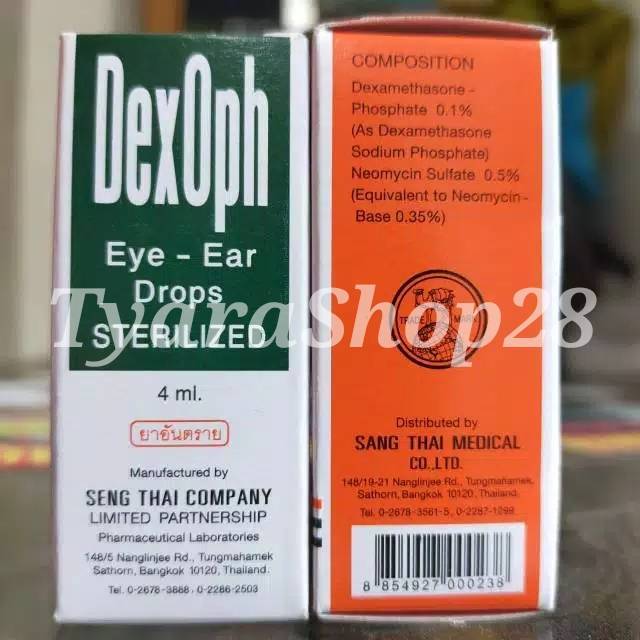 DexOph
Eye - Ear
Drops
STERILIZED
4 ml.
ยาอันตราย
Manufactured by
SENG THAI COMPANY
LIMITED PARTNERSHIP
Pharmaceutical Laboratories
148/5 Nanglinjee Rd., Tungmahamek
Sathorn, Bangkok 10120, Thailand.
Tel. 0-2678-3888, 0-2286-2503
COMPOSITION
Dexamethasone -
Phosphate 0.1%
(As Dexamethasone
Sodium Phosphate)
Neomycin Sulfate 0.5%
(Equivalent to Neomycin-
Base 0.35%)
TRADE MARK
Distributed by
SANG THAI MEDICAL
CO.,LTD.
148/19-21 Nanglinjee Rd., Tungmahamek,
Sathorn, Bangkok 10120, Thailand.
Tel. 0-2678-3561-5, 0-2287-1299
8 854927 000238
TyaraShop28